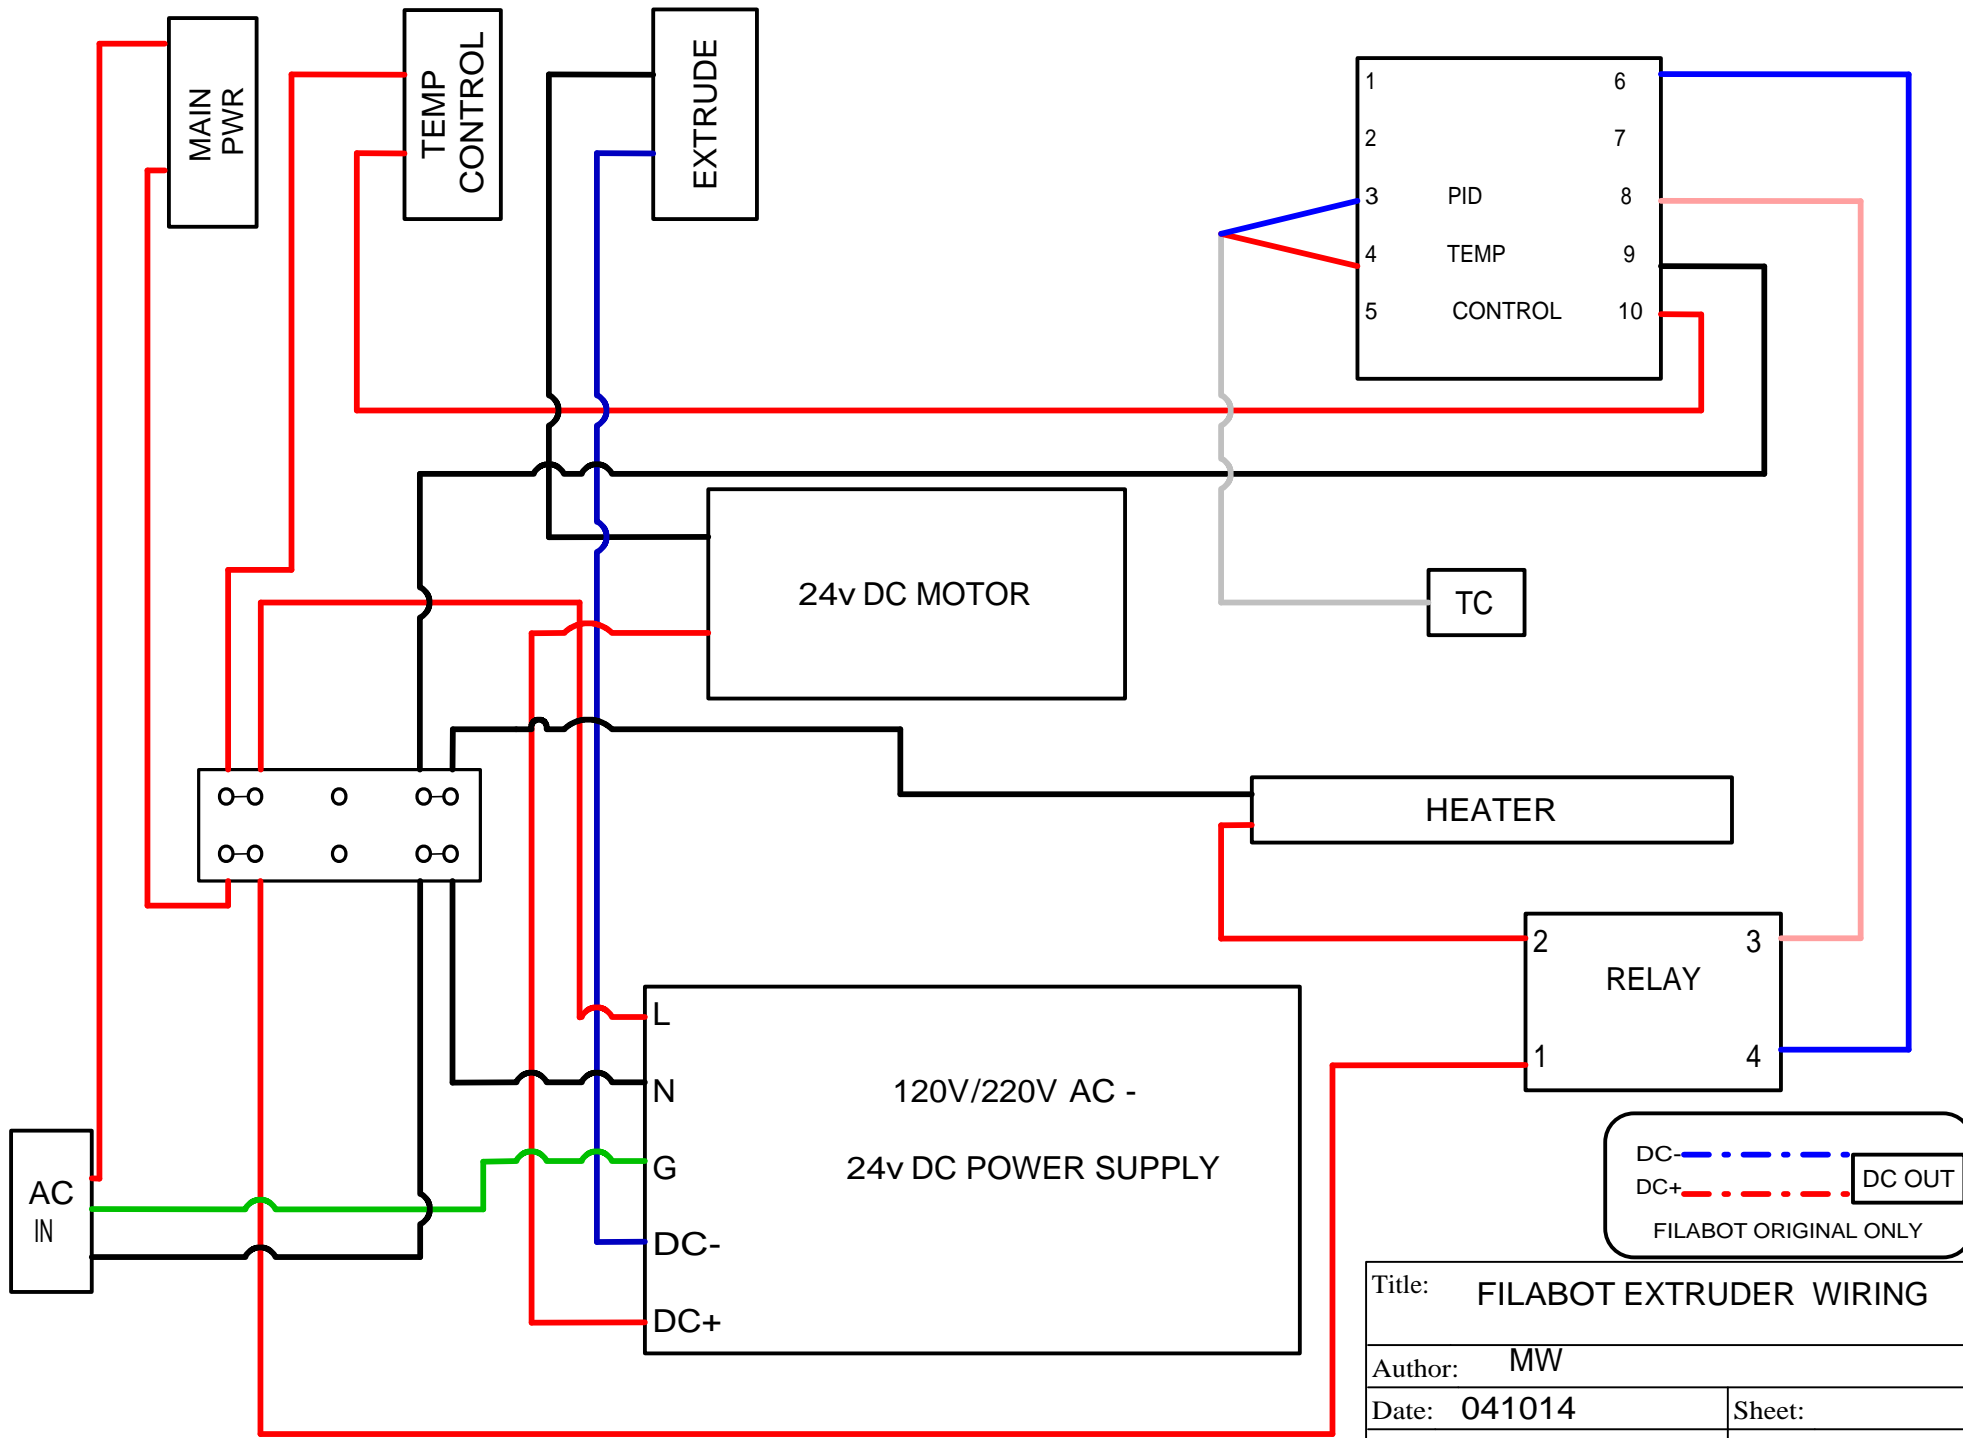 MAIN
PWR
TEMP
CONTROL
EXTRUDE
1 6
2 7
3 PID 8
4 TEMP 9
5 CONTROL 10
24v DC MOTOR
TC
HEATER
2 3
RELAY
1 4
L
N 120V/220V AC -
G 24v DC POWER SUPPLY
DC-
DC+
AC
IN
DC-
DC+ DC OUT
FILABOT ORIGINAL ONLY
Title: FILABOT EXTRUDER WIRING
Author: MW
Date: 041014 Sheet: